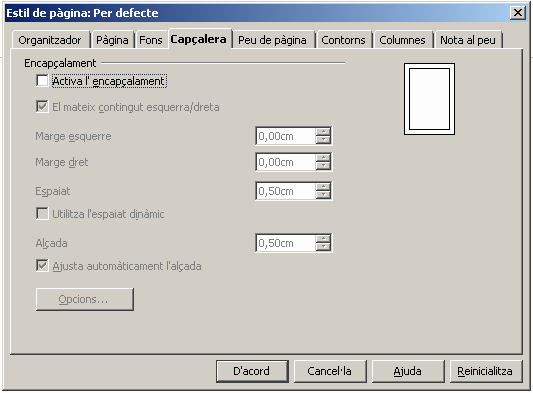 Estil de pàgina: Per defecte
Organitzador Pàgina Fons Capçalera Peu de pàgina Contorns Columnes Nota al peu
Encapçalament
Activa l' encapçalament
El mateix contingut esquerra/dreta
Marge esquerre 0,00cm
Marge dret 0,00cm
Espaiat 0,50cm
Utilitza l'espaiat dinàmic
Alçada 0,50cm
Ajusta automàticament l'alçada
Opcions...
D'acord Cancel·la Ajuda Reinicialitza